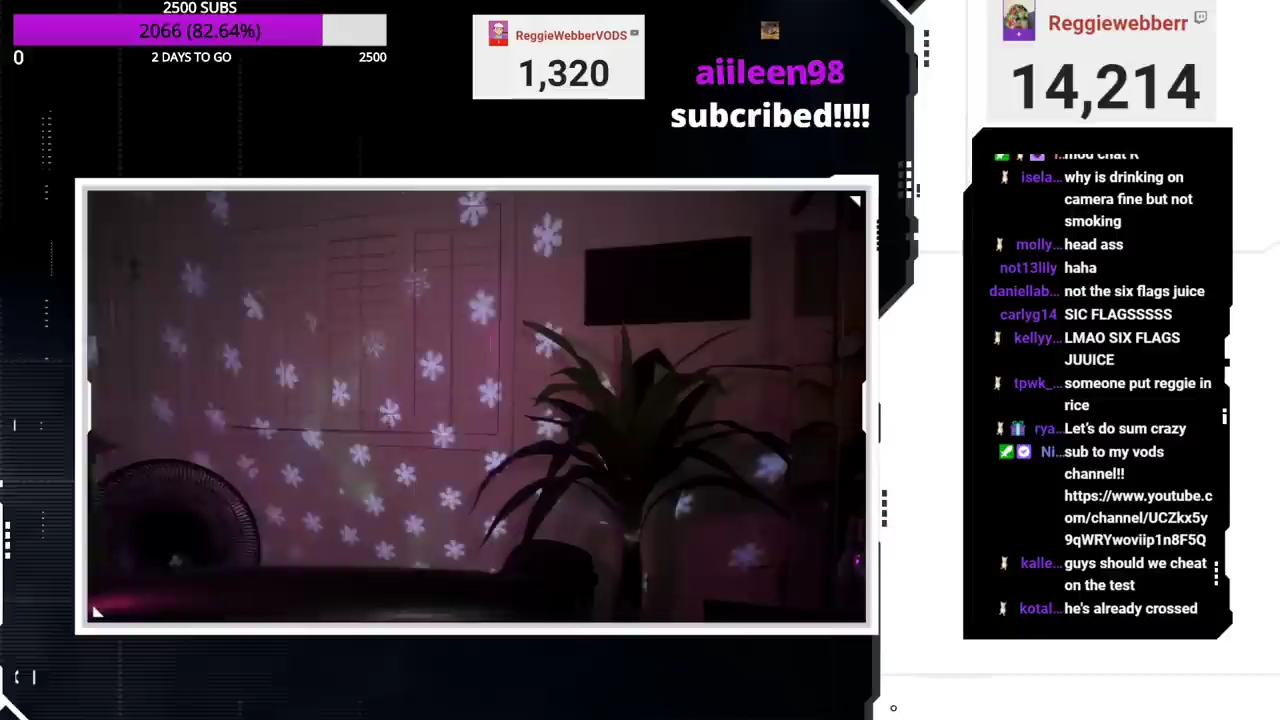 2500 SUBS
2066 (82.64%)
0
2 DAYS TO GO
2500
ReggieWebberVODS
1,320
aiileen98
subcribed!!!!
Reggiewebberr
14,214
mod chat R
isela... why is drinking on
camera fine but not
smoking
molly... head ass
not13lily haha
daniellab... not the six flags juice
carlyg14 SIC FLAGSSSSS
kellyy... LMAO SIX FLAGS
JUUICE
tpwk_... someone put reggie in
rice
rya... Let's do sum crazy
Ni... sub to my vods
channel!!
https://www.youtube.c
om/channel/UCZkx5y
9qWRYwoviip1n8F5Q
kalle... guys should we cheat
on the test
kotal... he's already crossed